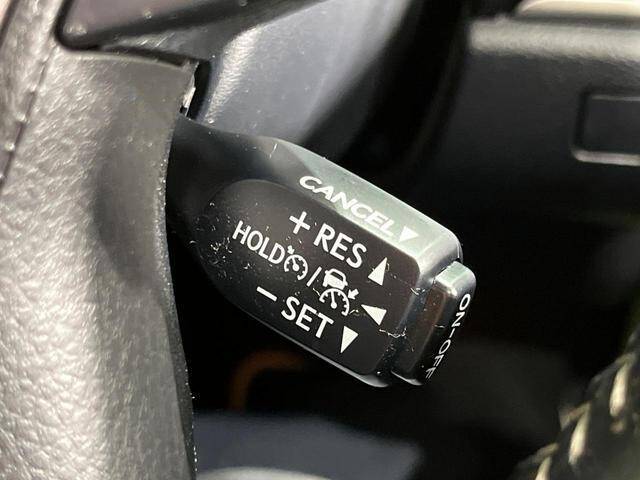 CANCEL▼
+ RES ▲
HOLD / ◀
− SET ▼
ON-OFF